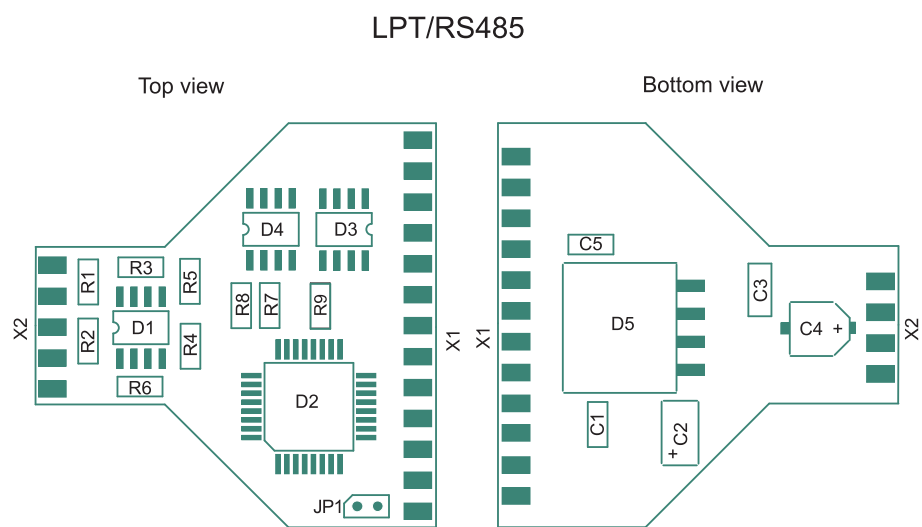 LPT/RS485
Top view
Bottom view
D4
D3
R1
R3
R5
X2
R2
D1
R4
R6
R8
R7
R9
D2
X1
JP1
X1
C5
D5
C3
C4 +
X2
C1
+ C2